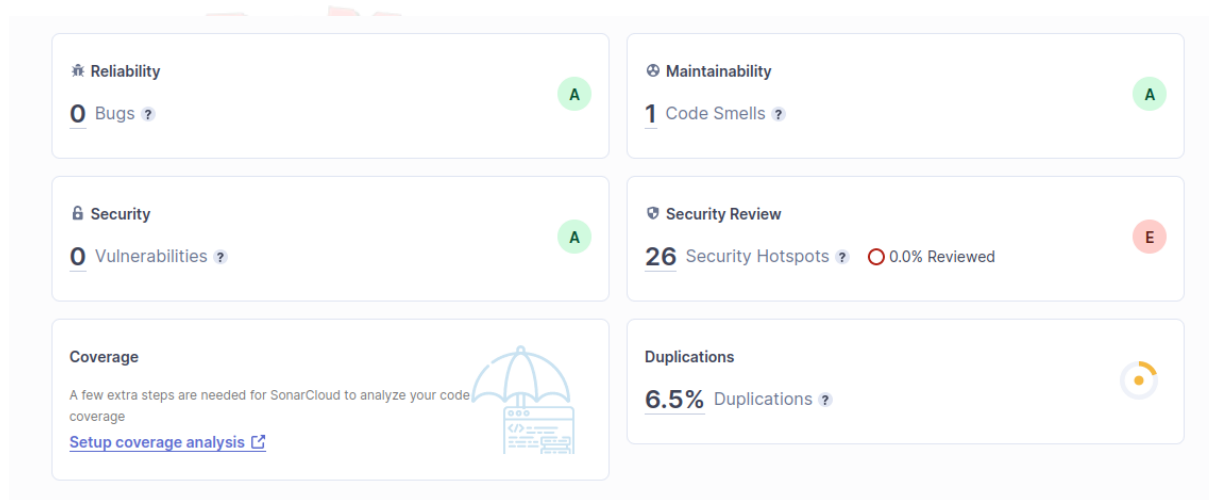 Reliability
0 Bugs ?
A
Maintainability
1 Code Smells ?
A
Security
0 Vulnerabilities ?
A
Security Review
26 Security Hotspots ? 0.0% Reviewed
E
Coverage
A few extra steps are needed for SonarCloud to analyze your code
coverage
Setup coverage analysis
</> 
Duplications
6.5% Duplications ?